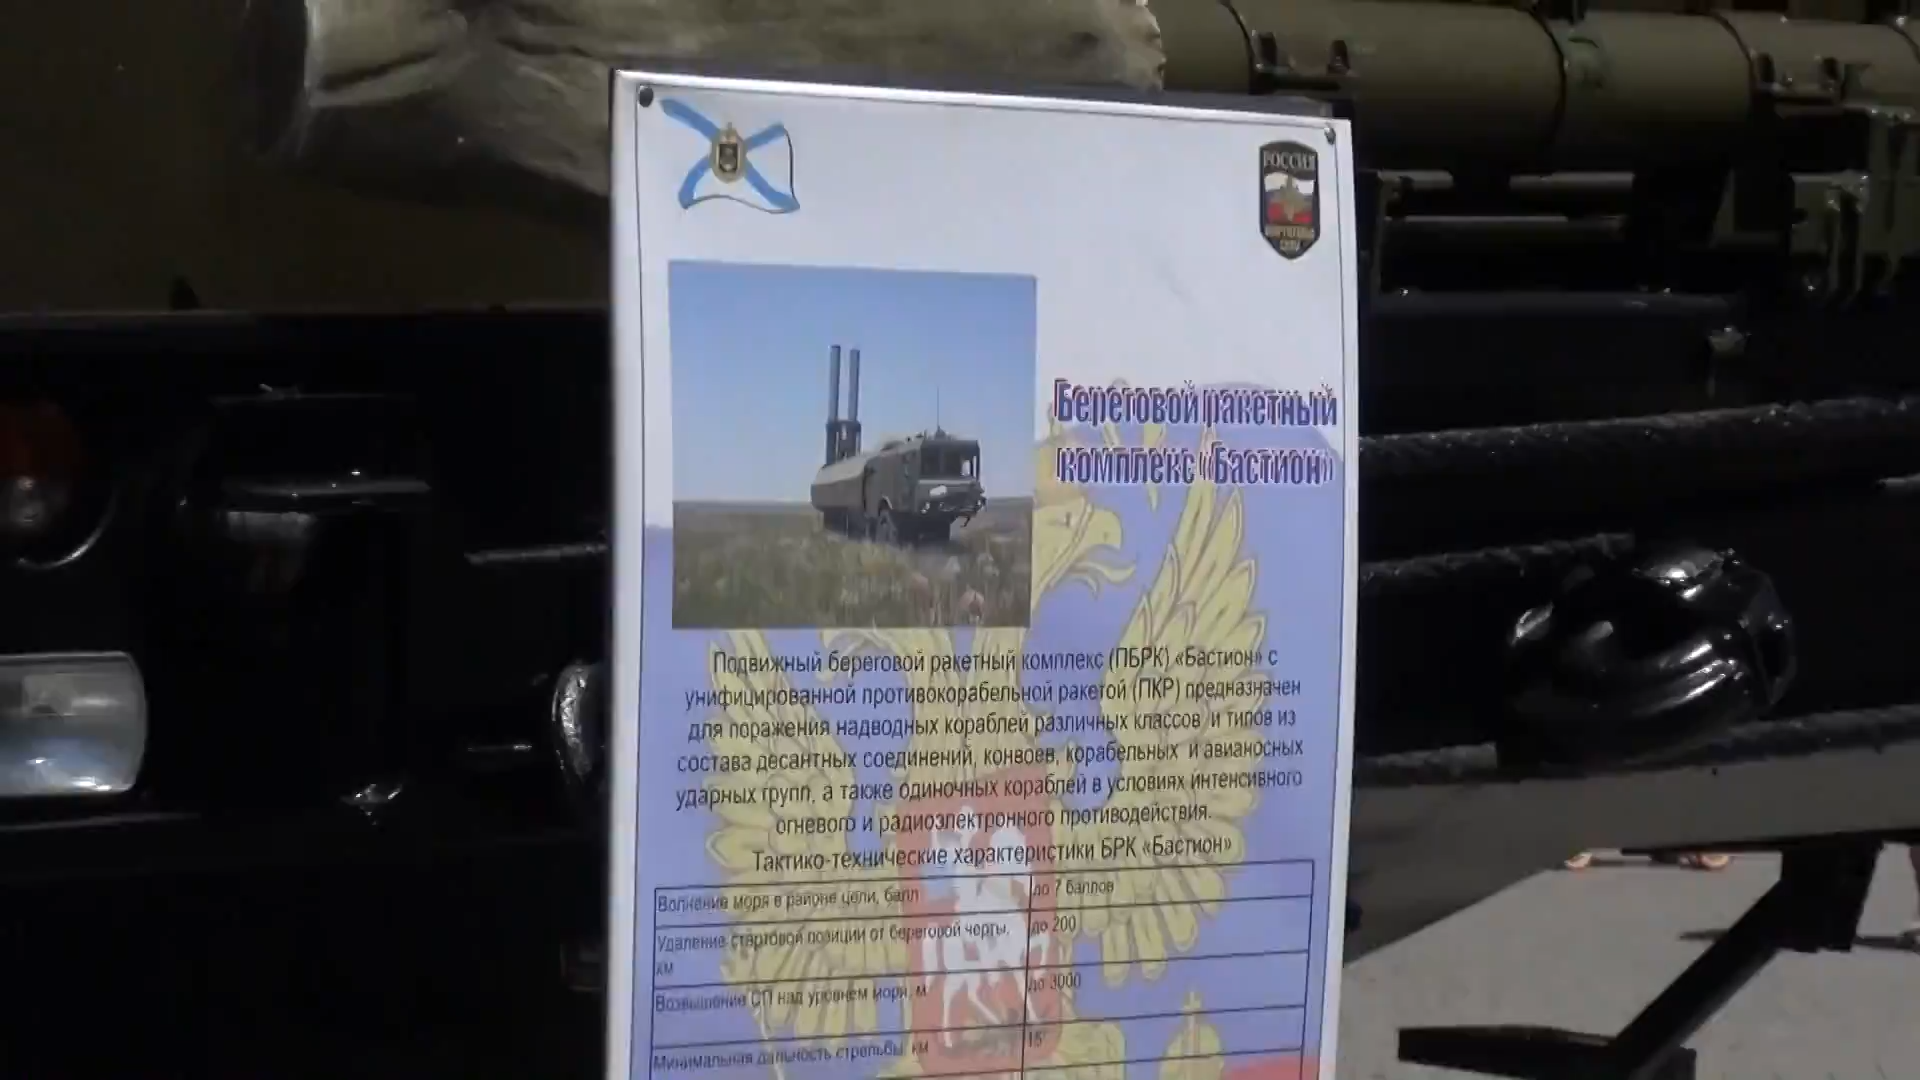 РОССИЯ
Береговой ракетный
комплекс «Бастион»
Подвижный береговой ракетный комплекс (ПБРК) «Бастион» с
унифицированной противокорабельной ракетой (ПКР) предназначен
для поражения надводных кораблей различных классов и типов из
состава десантных соединений, конвоев, корабельных и авианосных
ударных групп, а также одиночных кораблей в условиях интенсивного
огневого и радиоэлектронного противодействия.
Тактико-технические характеристики БРК «Бастион»
Волнение моря в районе цели, балл до 7 баллов
Удаление стартовой позиции от береговой черты, до 200
км
Возвышение СП над уровнем моря, м до 3000
Минимальная дальность стрельбы, км 15